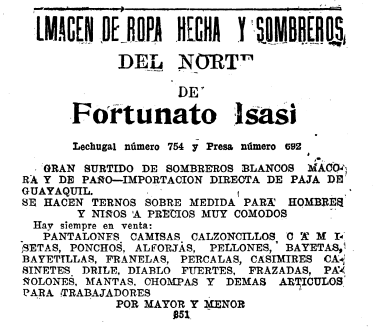 LMACEN DE ROPA HECHA Y SOMBREROS
DEL NORTE
DE
Fortunato Isasi
Lechugal número 754 y Presa número 692
GRAN SURTIDO DE SOMBREROS BLANCOS MACO-
RA Y DE PAÑO—IMPORTACION DIRECTA DE PAJA DE
GUAYAQUIL.
SE HACEN TERNOS SOBRE MEDIDA PARA HOMBRES
Y NIÑOS A PRECIOS MUY COMODOS
Hay siempre en venta:
PANTALONES CAMISAS, CALZONCILLOS C A M I
SETAS, PONCHOS, ALFORJAS, PELLONES, BAYETAS,
BAYETILLAS, FRANELAS, PERCALAS, CASIMIRES CA-
SINETES, DRILE, DIABLO FUERTES, FRAZADAS, PA-
ÑOLONES, MANTAS, CHOMPAS Y DEMAS ARTICULOS
PARA TRABAJADORES
POR MAYOR Y MENOR
851